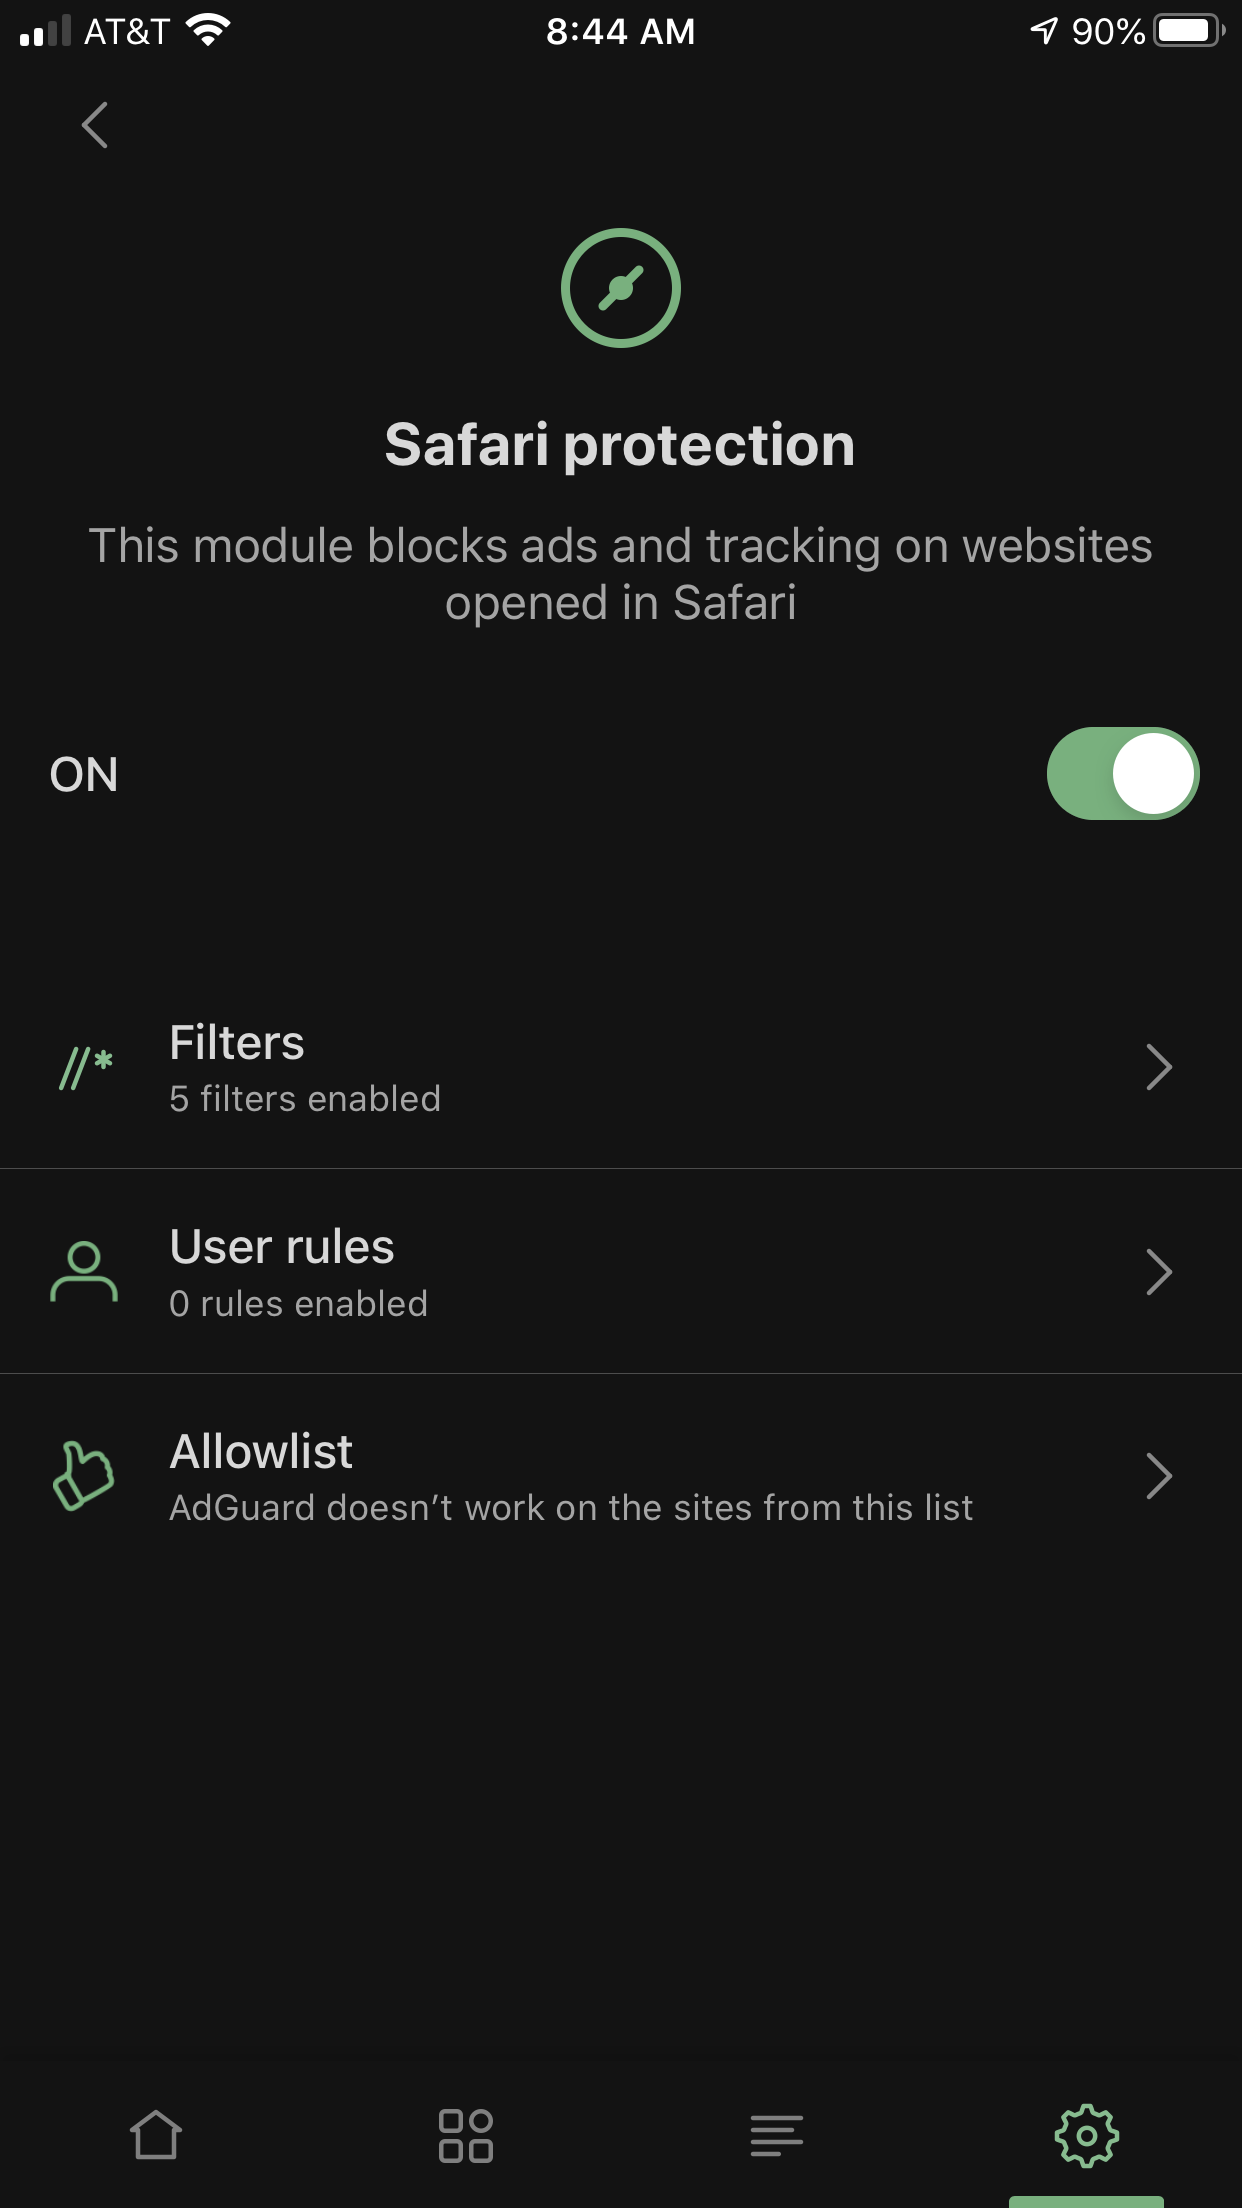 AT&T 8:44 AM 90%
Safari protection
This module blocks ads and tracking on websites
opened in Safari
ON
Filters
5 filters enabled
User rules
0 rules enabled
Allowlist
AdGuard doesn’t work on the sites from this list